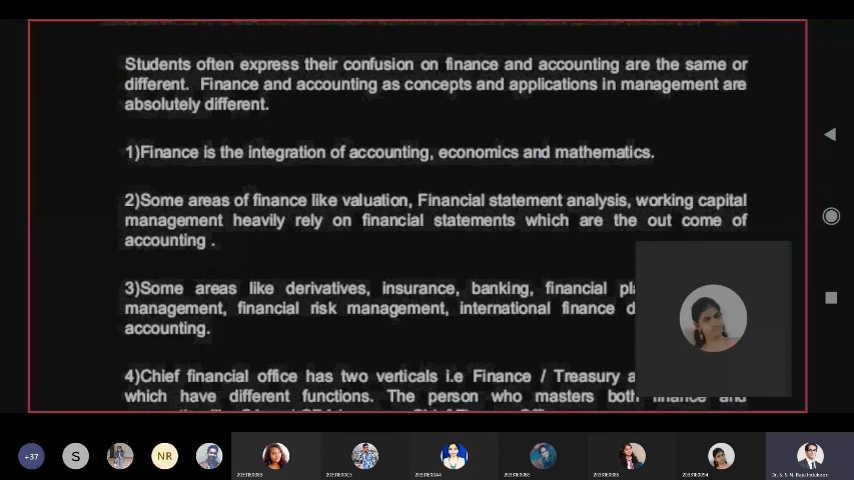 Students often express their confusion on finance and accounting are the same or
different. Finance and accounting as concepts and applications in management are
absolutely different.
1)Finance is the integration of accounting, economics and mathematics.
2)Some areas of finance like valuation, Financial statement analysis, working capital
management heavily rely on financial statements which are the out come of
accounting .
3)Some areas like derivatives, insurance, banking, financial
management, financial risk management, international finance
accounting.
4)Chief financial office has two verticals i.e Finance / Treasury
which have different functions. The person who masters both finance and
+37
S
NR